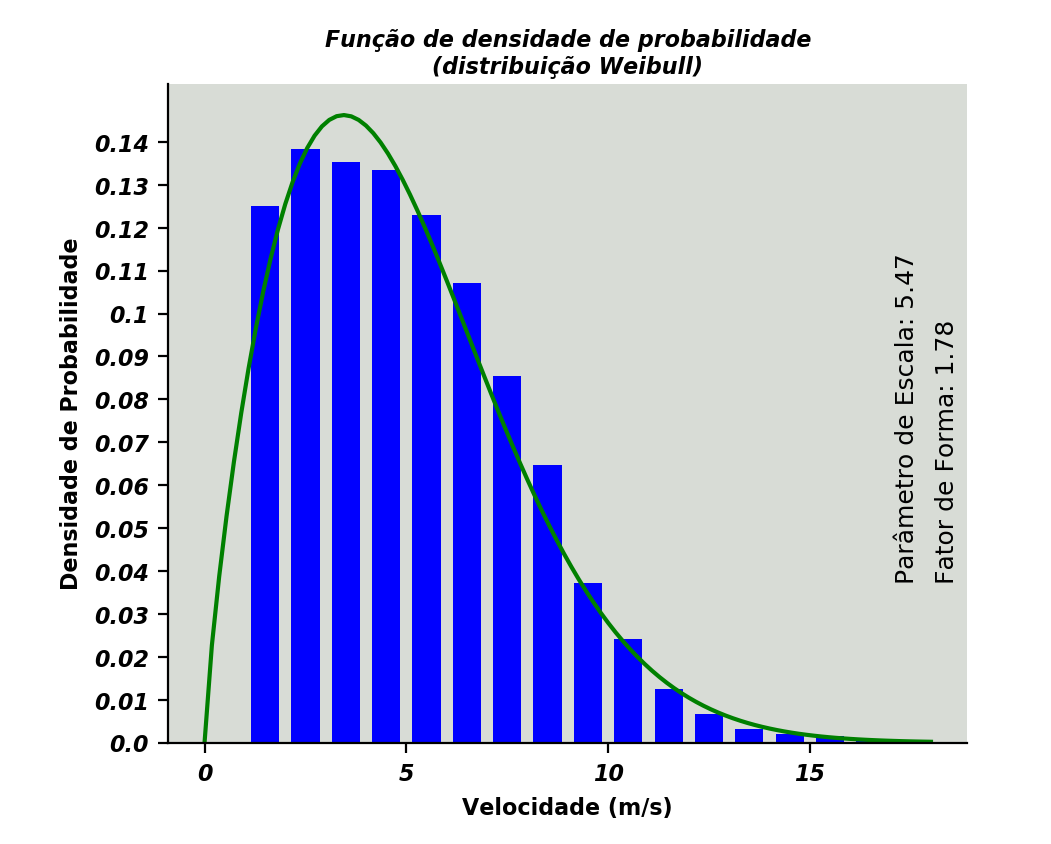 Função de densidade de probabilidade
(distribuição Weibull)
Densidade de Probabilidade
0.14
0.13
0.12
0.11
0.1
0.09
0.08
0.07
0.06
0.05
0.04
0.03
0.02
0.01
0.0
0 5 10 15
Velocidade (m/s)
Parâmetro de Escala: 5.47
Fator de Forma: 1.78